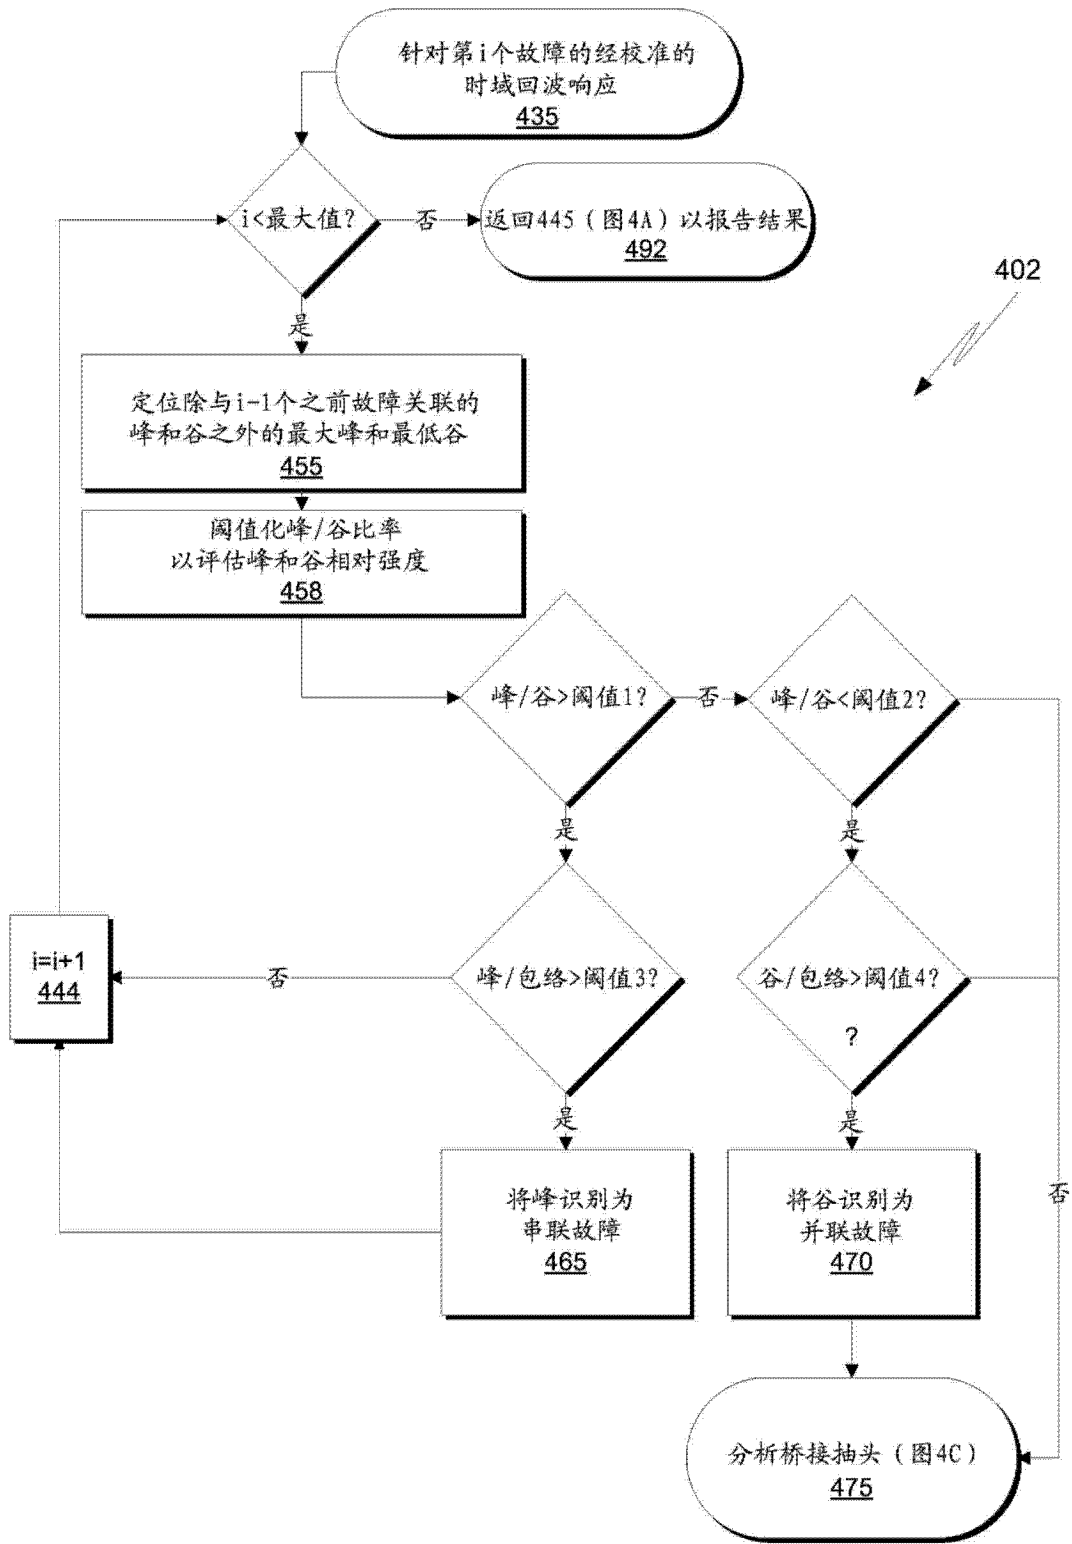 针对第i个故障的经校准的
时域回波响应
435
i<最大值?
否
返回445（图4A）以报告结果
492
402
是
定位除与i-1个之前故障关联的
峰和谷之外的最大峰和最低谷
455
阈值化峰/谷比率
以评估峰和谷相对强度
458
峰/谷>阈值1?
否
峰/谷<阈值2?
是
是
i=i+1
444
否
峰/包络>阈值3?
谷/包络>阈值4?
?
是
是
否
将峰识别为
串联故障
465
将谷识别为
并联故障
470
分析桥接抽头（图4C）
475